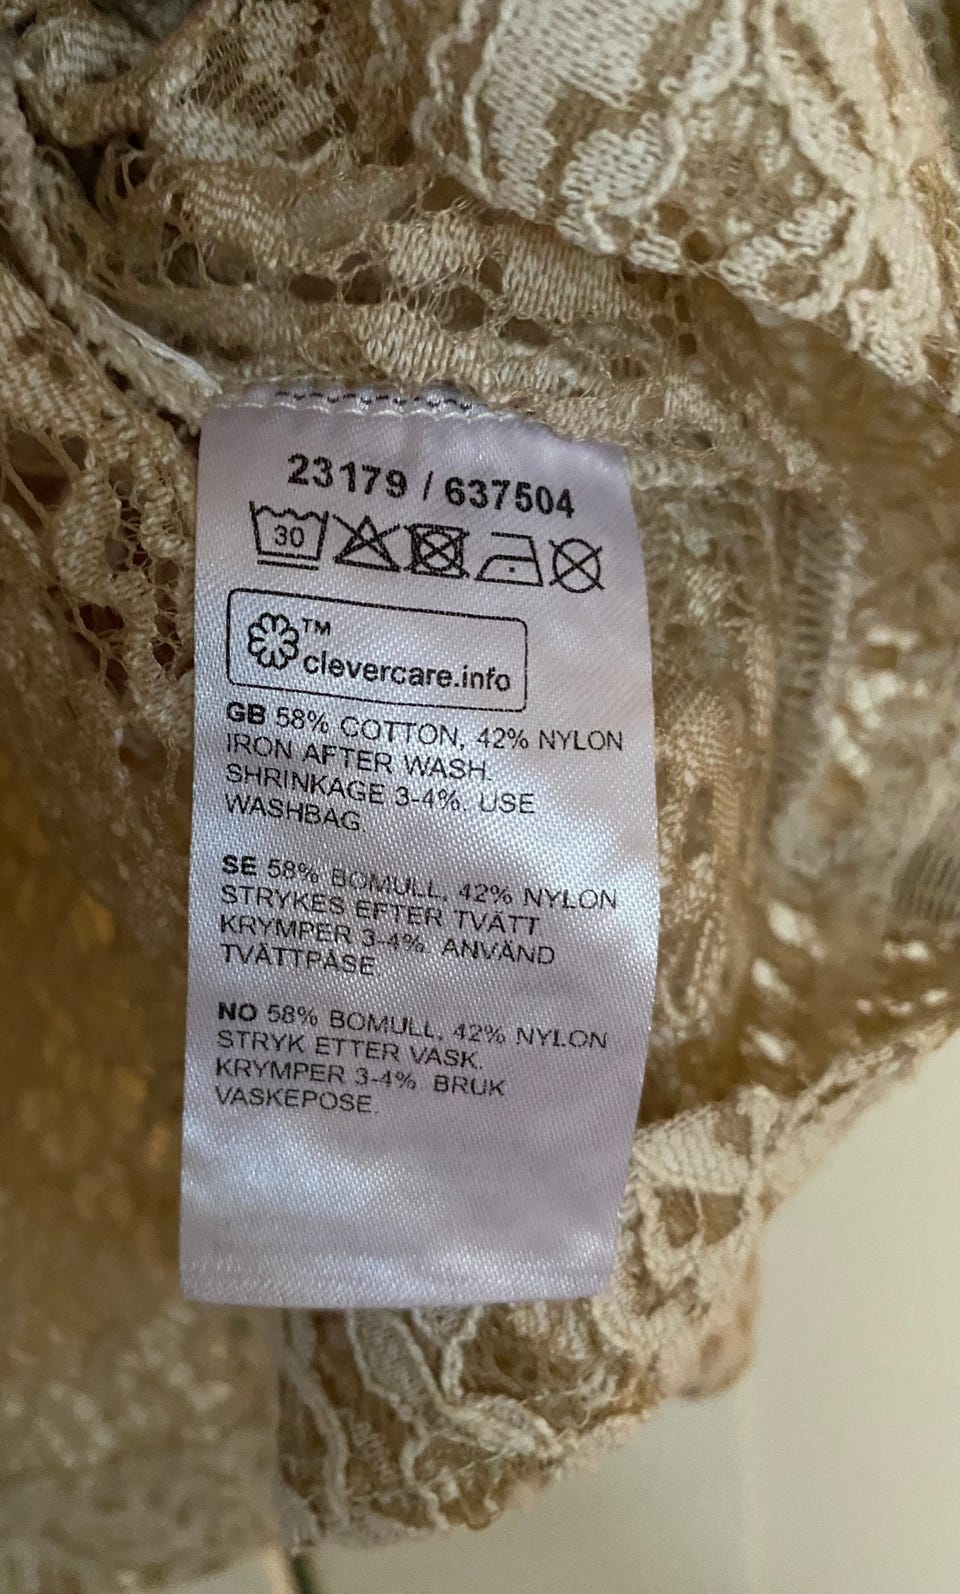 23179 / 637504
30
TM
clevercare.info
GB 58% COTTON, 42% NYLON
IRON AFTER WASH.
SHRINKAGE 3-4%. USE
WASHBAG.
SE 58% BOMULL, 42% NYLON
STRYKES EFTER TVÄTT
KRYMPER 3-4%. ANVÄND
TVÄTTPÅSE.
NO 58% BOMULL, 42% NYLON
STRYK ETTER VASK.
KRYMPER 3-4%. BRUK
VASKEPOSE.